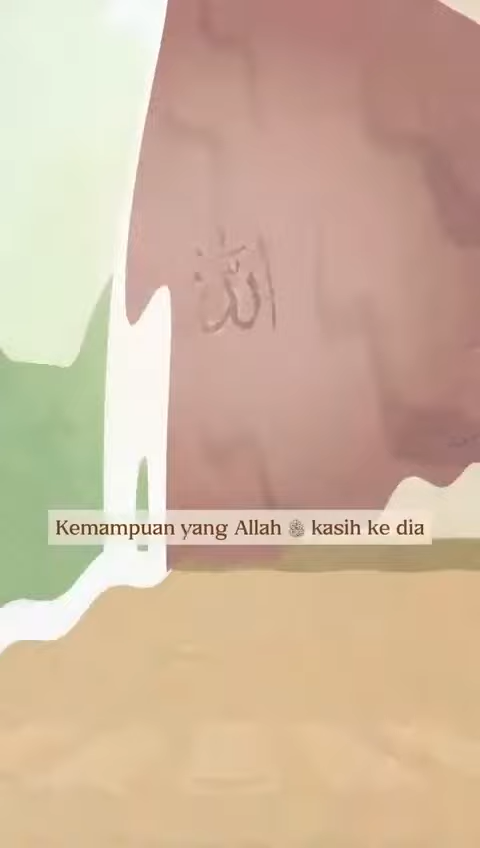 الله
Kemampuan yang Allah kasih ke dia